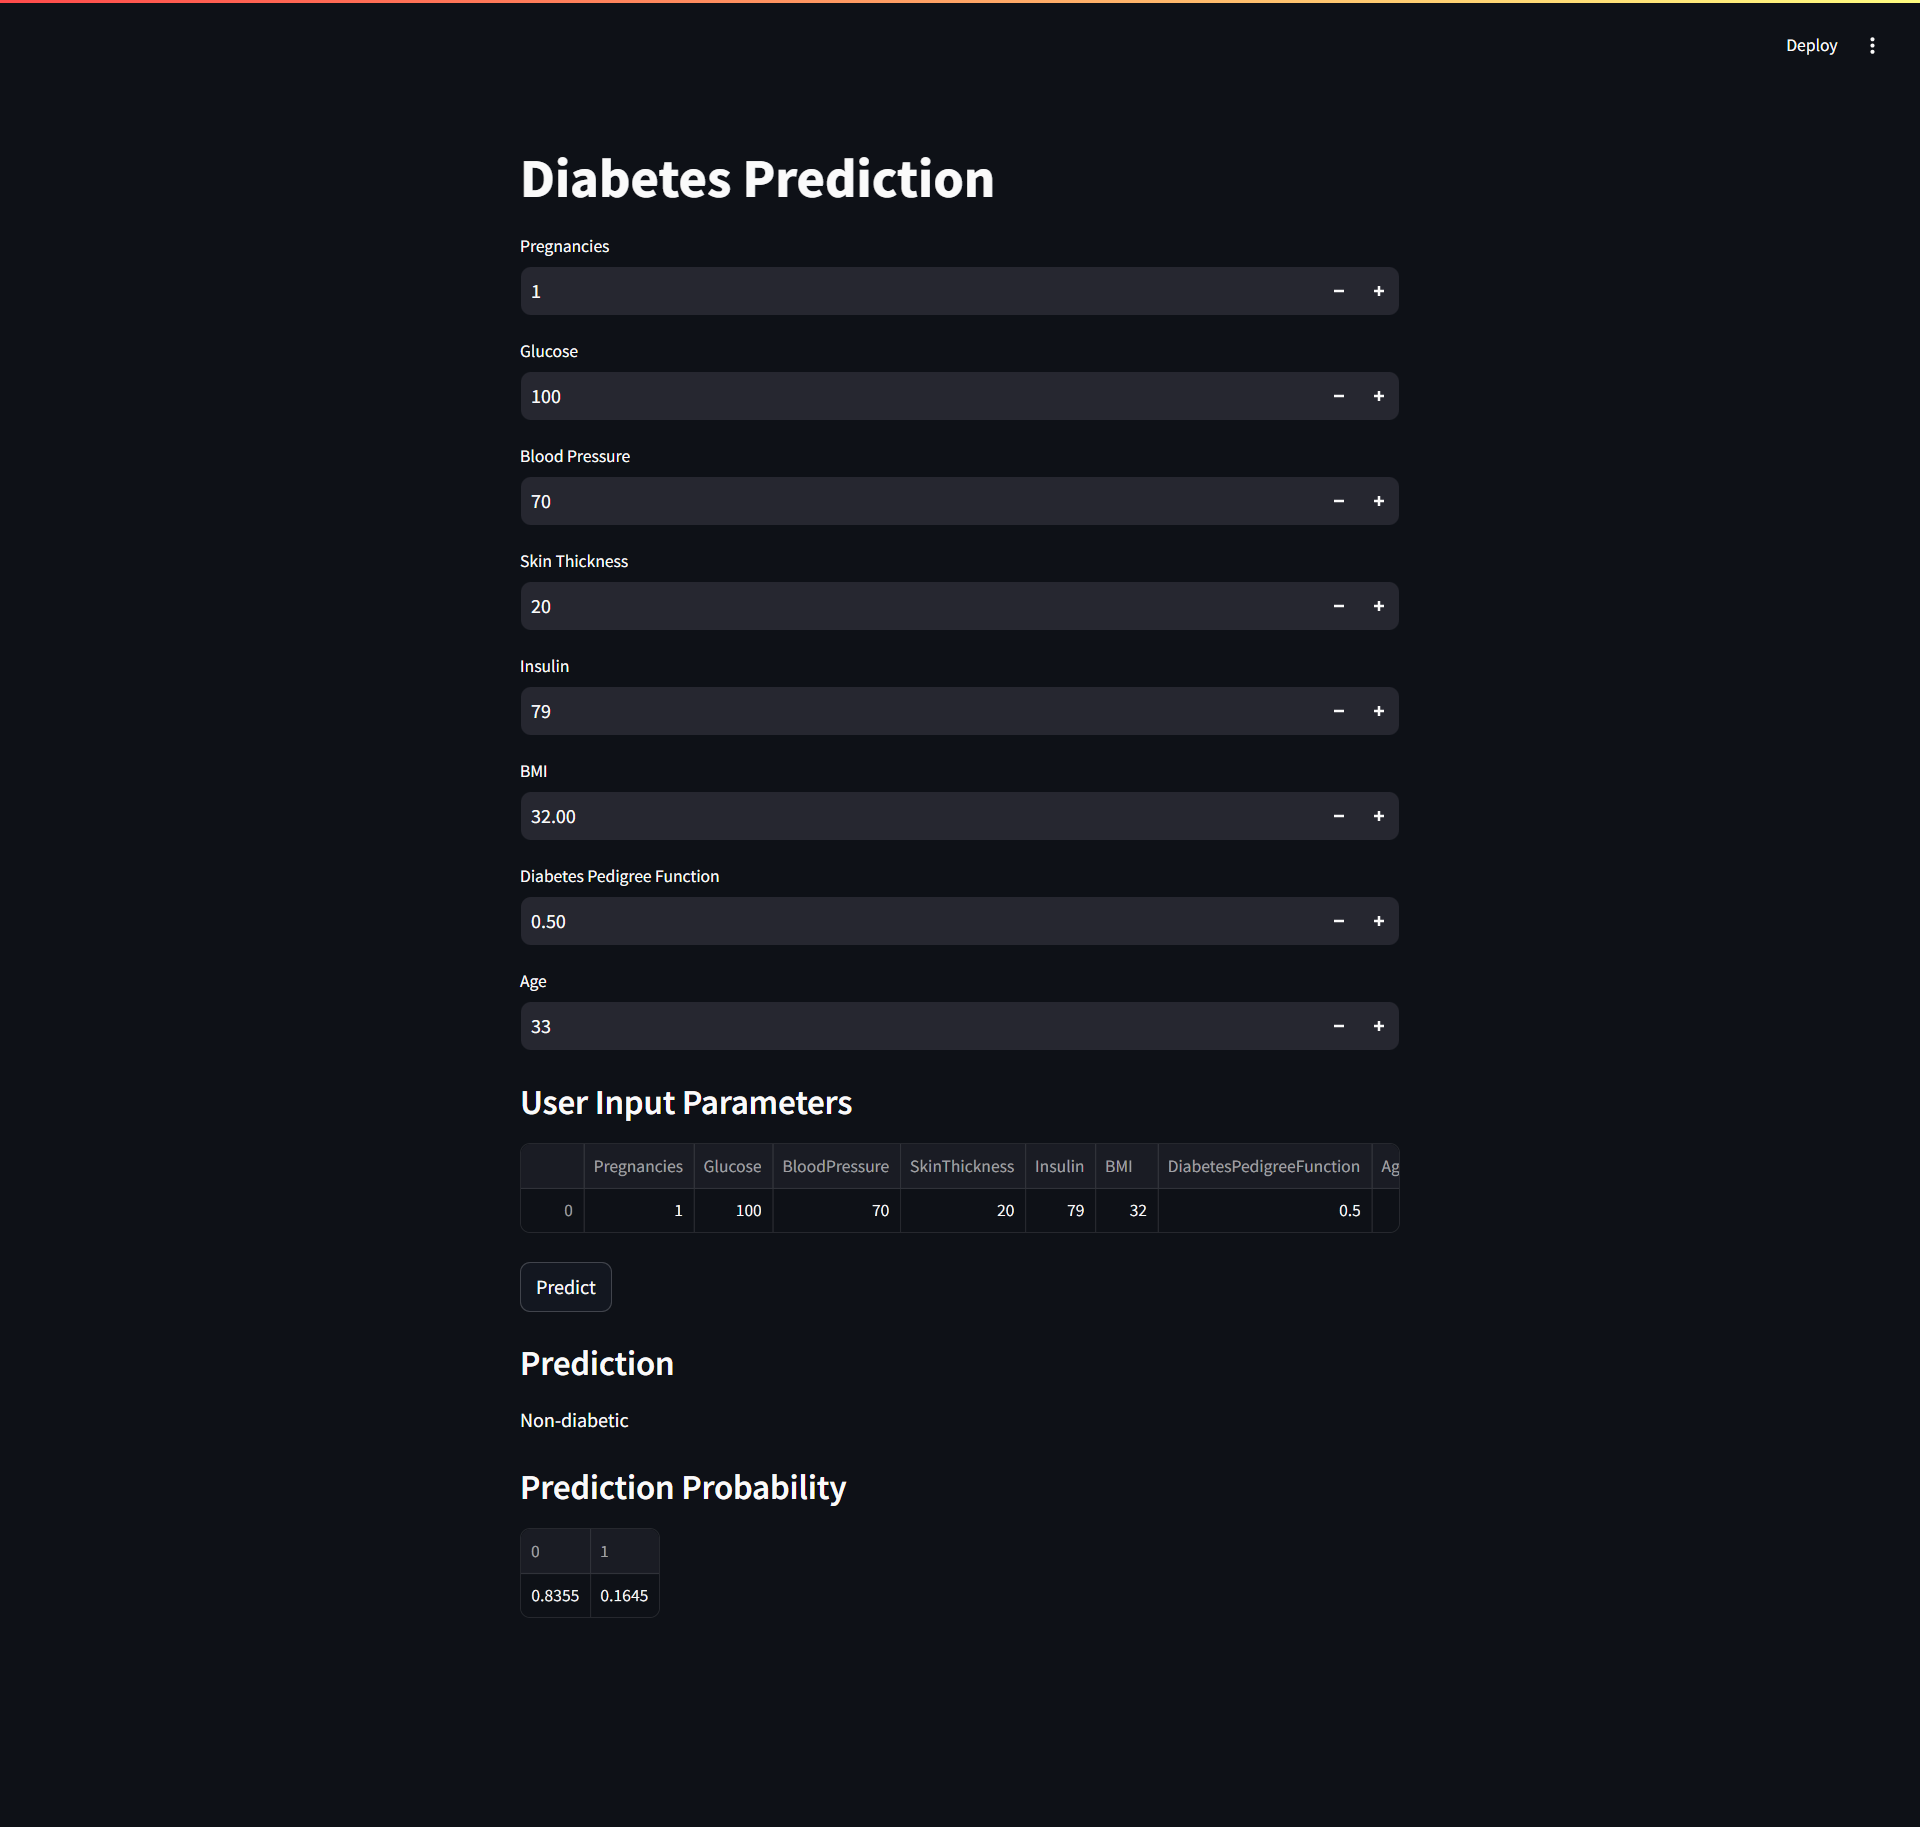 Deploy
Diabetes Prediction
Pregnancies
1
Glucose
100
Blood Pressure
70
Skin Thickness
20
Insulin
79
BMI
32.00
Diabetes Pedigree Function
0.50
Age
33
User Input Parameters
Pregnancies Glucose BloodPressure SkinThickness Insulin BMI DiabetesPedigreeFunction Ag
0 1 100 70 20 79 32 0.5
Predict
Prediction
Non-diabetic
Prediction Probability
0 1
0.8355 0.1645